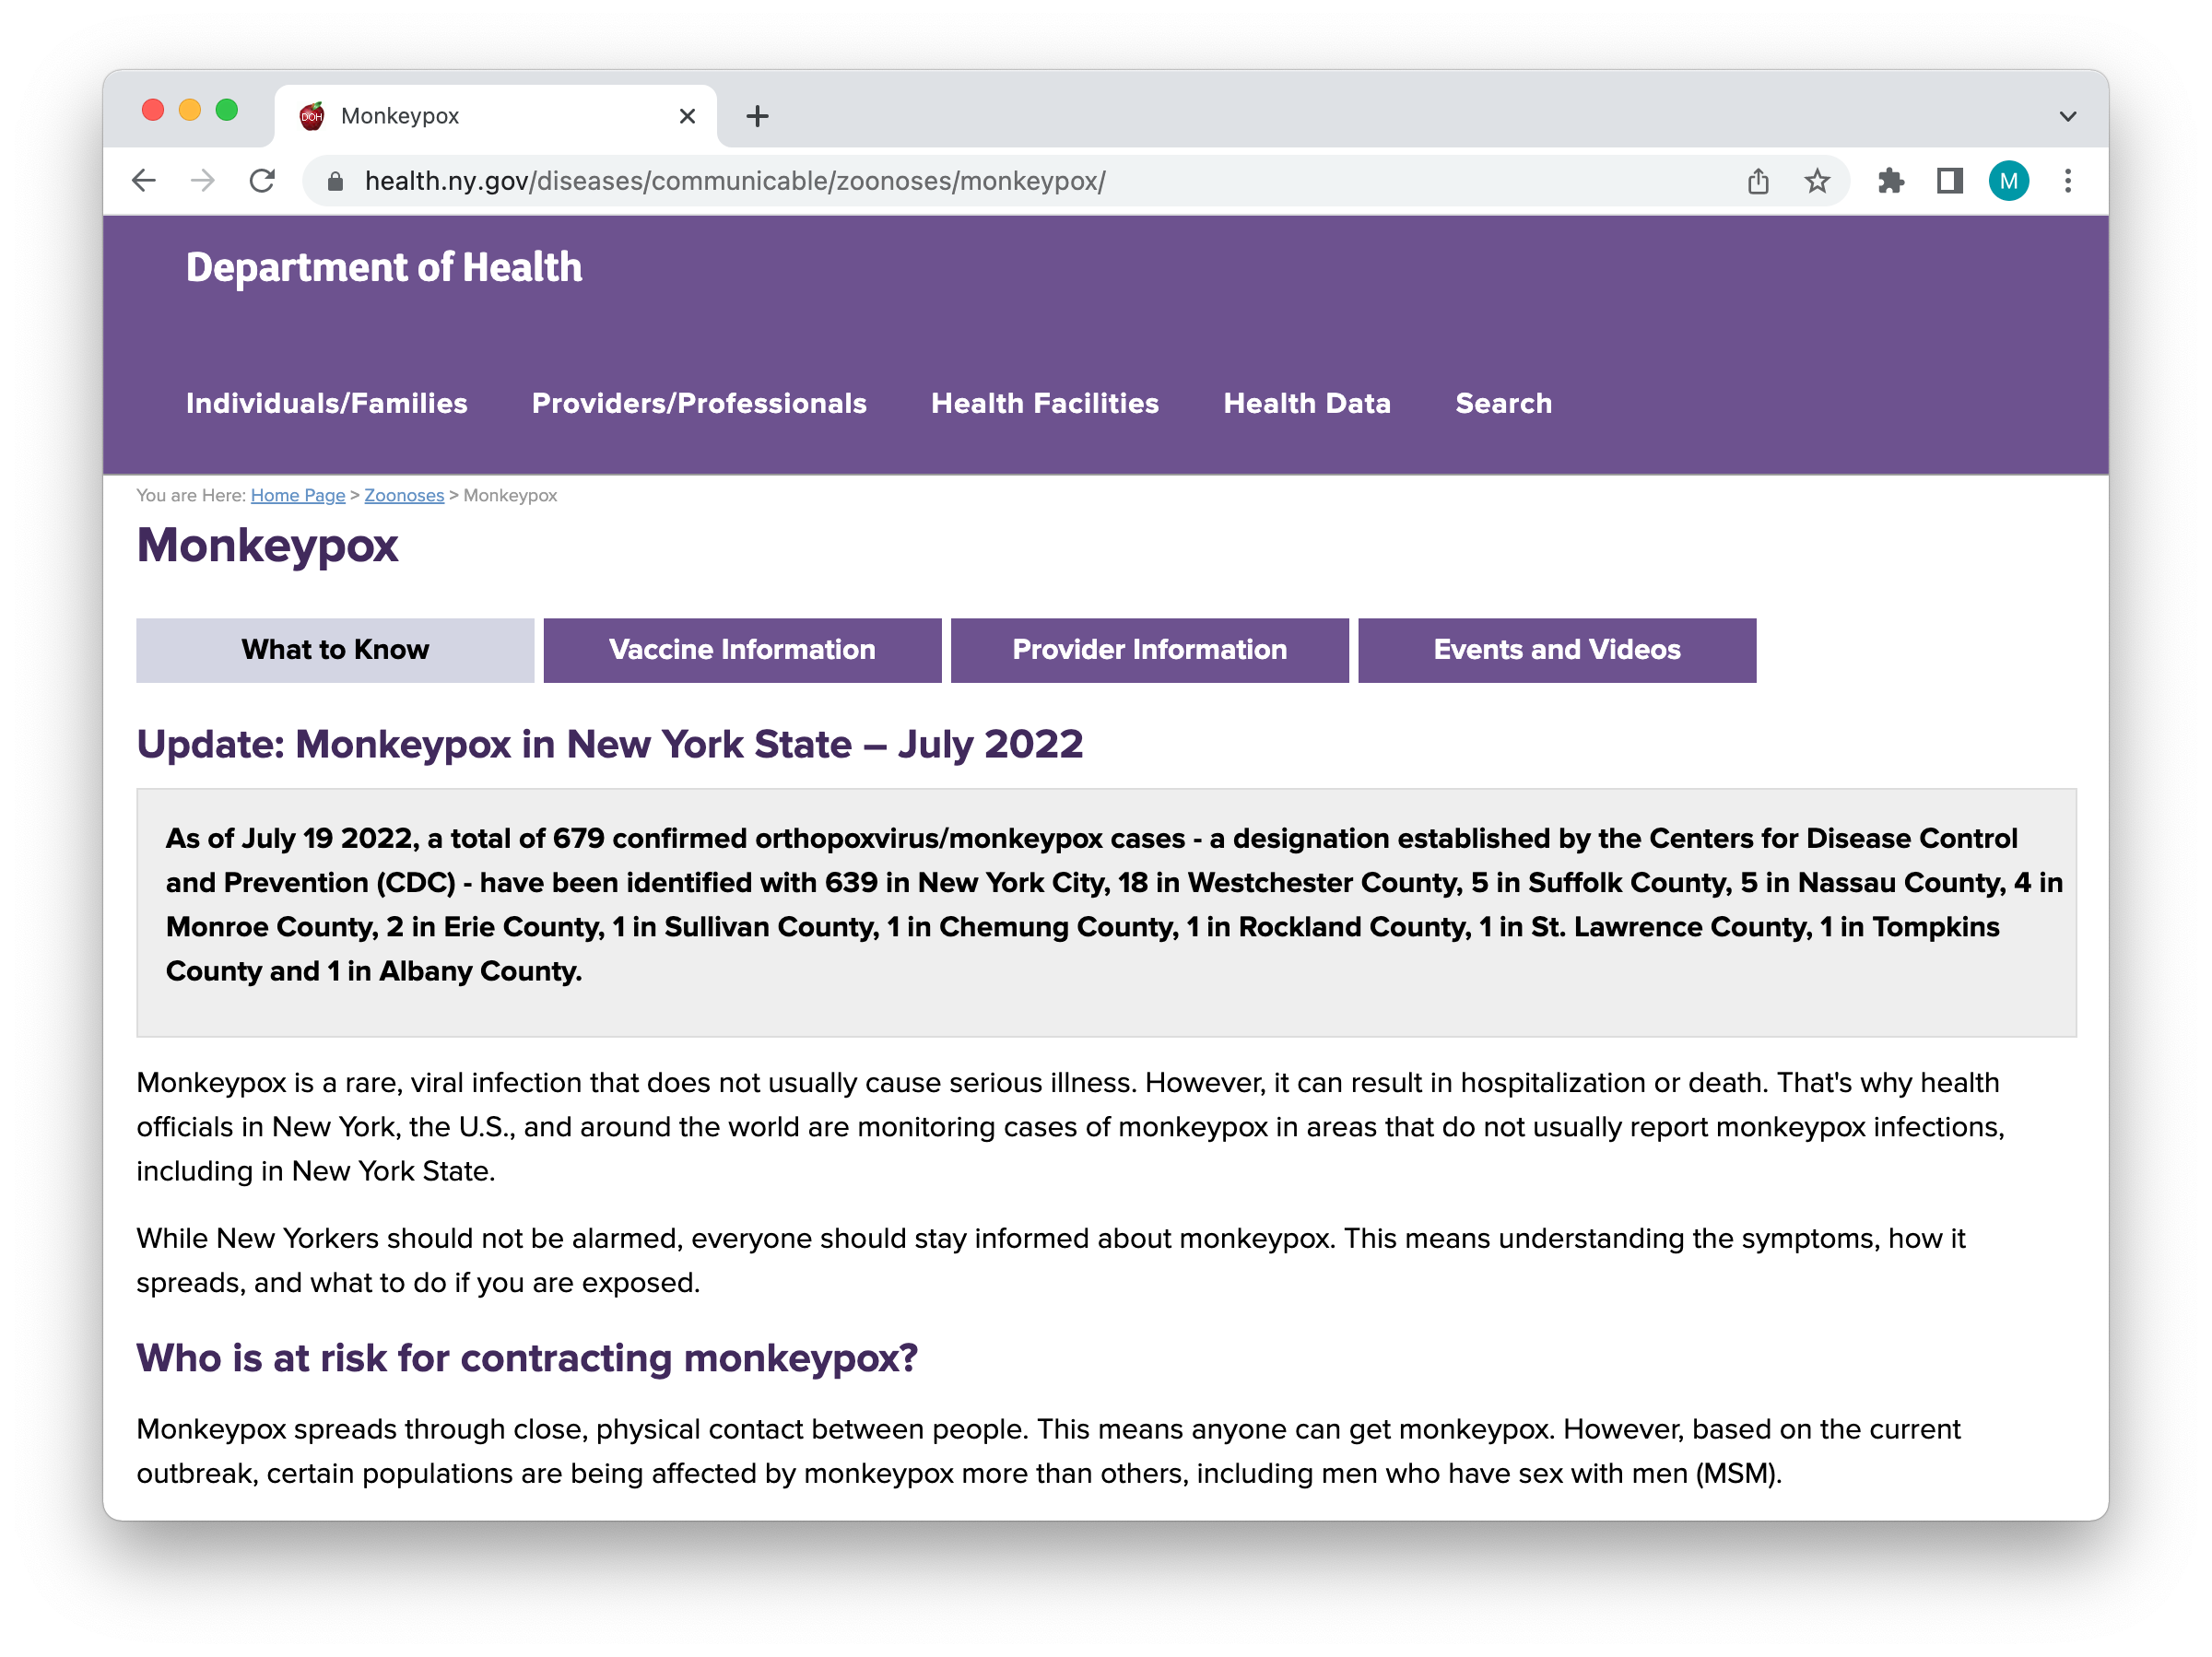 DOH
Monkeypox
health.ny.gov/diseases/communicable/zoonoses/monkeypox/
M
Department of Health
Individuals/Families Providers/Professionals Health Facilities Health Data Search
You are Here: Home Page > Zoonoses > Monkeypox
Monkeypox
What to Know Vaccine Information Provider Information Events and Videos
Update: Monkeypox in New York State – July 2022
As of July 19 2022, a total of 679 confirmed orthopoxvirus/monkeypox cases - a designation established by the Centers for Disease Control
and Prevention (CDC) - have been identified with 639 in New York City, 18 in Westchester County, 5 in Suffolk County, 5 in Nassau County, 4 in
Monroe County, 2 in Erie County, 1 in Sullivan County, 1 in Chemung County, 1 in Rockland County, 1 in St. Lawrence County, 1 in Tompkins
County and 1 in Albany County.
Monkeypox is a rare, viral infection that does not usually cause serious illness. However, it can result in hospitalization or death. That's why health
officials in New York, the U.S., and around the world are monitoring cases of monkeypox in areas that do not usually report monkeypox infections,
including in New York State.
While New Yorkers should not be alarmed, everyone should stay informed about monkeypox. This means understanding the symptoms, how it
spreads, and what to do if you are exposed.
Who is at risk for contracting monkeypox?
Monkeypox spreads through close, physical contact between people. This means anyone can get monkeypox. However, based on the current
outbreak, certain populations are being affected by monkeypox more than others, including men who have sex with men (MSM).